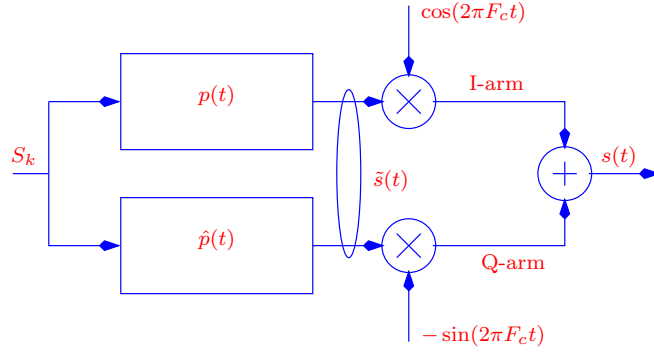 cos(2πF_c t)
I-arm
p(t)
S_k
s̃(t)
s(t)
p̂(t)
Q-arm
− sin(2πF_c t)